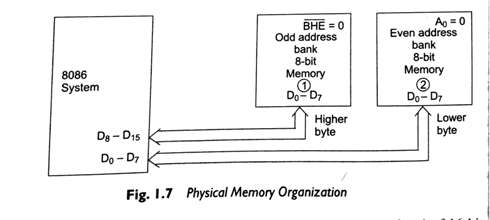 BHE = 0
Odd address
bank
8-bit
Memory
①
D₀– D₇
A₀ = 0
Even address
bank
8-bit
Memory
②
D₀– D₇
8086
System
D₈ – D₁₅
D₀ – D₇
Higher
byte
Lower
byte
Fig. 1.7 Physical Memory Organization